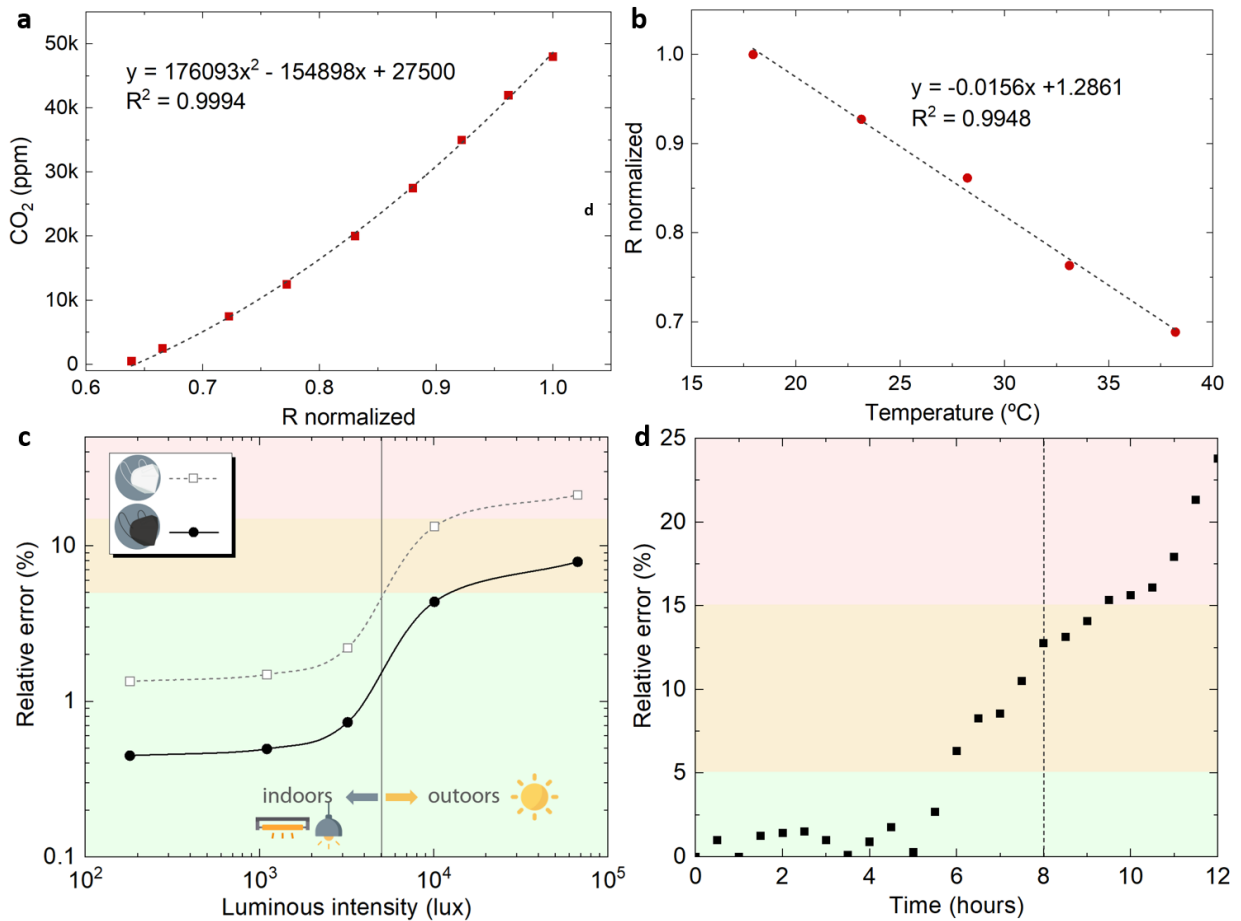 a
50k
40k
30k
20k
10k
0
CO₂ (ppm)
y = 176093x² - 154898x + 27500
R² = 0.9994
0.6 0.7 0.8 0.9 1.0
R normalized
d
b
1.0
0.9
0.8
0.7
R normalized
y = -0.0156x +1.2861
R² = 0.9948
15 20 25 30 35 40
Temperature (ºC)
c
10
1
0.1
Relative error (%)
indoors outoors
10² 10³ 10⁴ 10⁵
Luminous intensity (lux)
d
25
20
15
10
5
0
Relative error (%)
0 2 4 6 8 10 12
Time (hours)